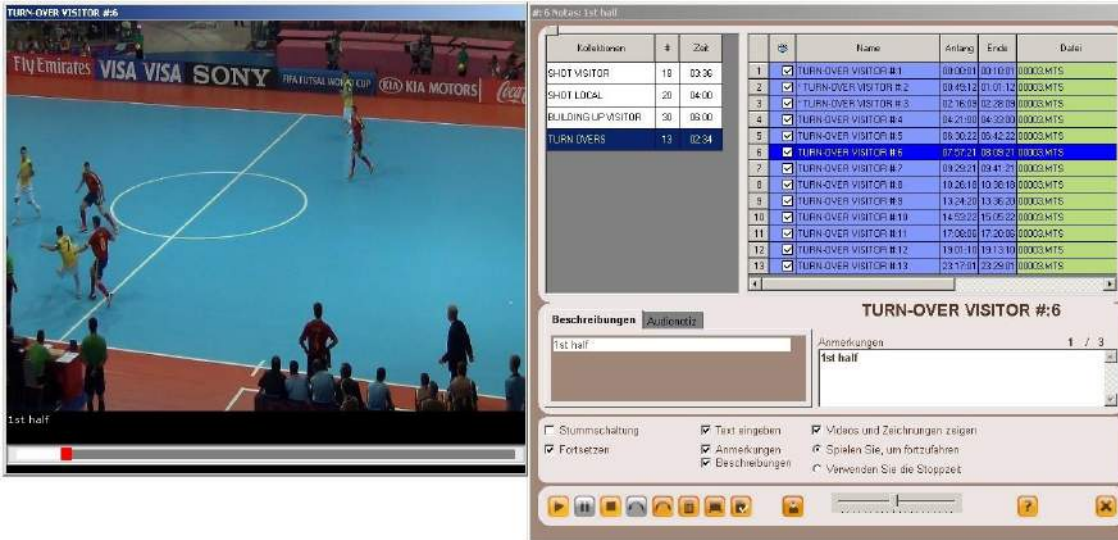 TURN-OVER VISITOR #:6
Fly Emirates VISA VISA SONY FIFA FUTSAL WORLD CUP KIA KIA MOTORS
1st half
#:6 Notas: 1st half
Kollektionen # Zeit
SHOT VISITOR 18 03:36
SHOT LOCAL 20 04:00
BUILDING UP VISITOR 30 06:00
TURN OVERS 13 02:34
Name Anfang Ende Datei
1 TURN-OVER VISITOR #:1 00:00:01 00:10:01 00003.MTS
2 * TURN-OVER VISITOR #:2 00:49:12 01:01:12 00003.MTS
3 * TURN-OVER VISITOR #:3 02:16:09 02:28:09 00003.MTS
4 TURN-OVER VISITOR #:4 04:21:00 04:33:00 00003.MTS
5 TURN-OVER VISITOR #:5 06:30:22 06:42:22 00003.MTS
6 TURN-OVER VISITOR #:6 07:57:21 08:09:21 00003.MTS
7 TURN-OVER VISITOR #:7 09:29:21 09:41:21 00003.MTS
8 TURN-OVER VISITOR #:8 10:26:18 10:38:18 00003.MTS
9 TURN-OVER VISITOR #:9 13:24:20 13:36:20 00003.MTS
10 TURN-OVER VISITOR #:10 14:53:22 15:05:22 00003.MTS
11 TURN-OVER VISITOR #:11 17:08:06 17:20:06 00003.MTS
12 TURN-OVER VISITOR #:12 19:01:10 19:13:10 00003.MTS
13 TURN-OVER VISITOR #:13 23:17:01 23:29:01 00003.MTS
TURN-OVER VISITOR #:6
Beschreibungen Audionotiz
1st half
Anmerkungen 1 / 3
1st half
Stummschaltung Text eingeben Videos und Zeichnungen zeigen
Fortsetzen Anmerkungen Spielen Sie, um fortzufahren
Beschreibungen Verwenden Sie die Stoppzeit
?